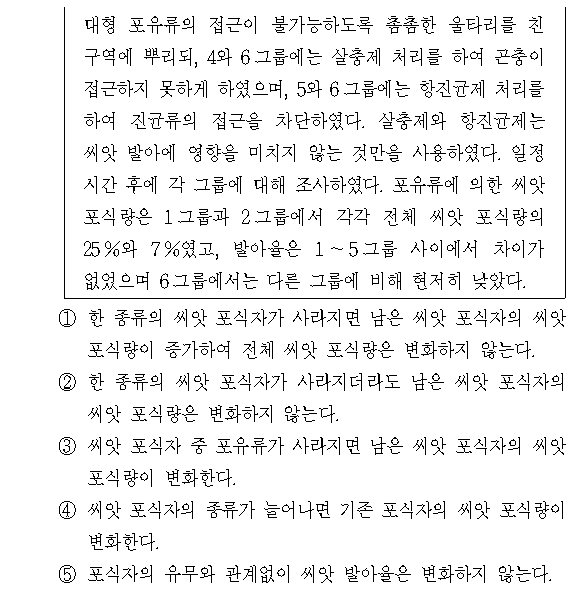 대형 포유류의 접근이 불가능하도록 촘촘한 울타리를 친
구역에 뿌리되, 4와 6그룹에는 살충제 처리를 하여 곤충이
접근하지 못하게 하였으며, 5와 6그룹에는 항진균제 처리를
하여 진균류의 접근을 차단하였다. 살충제와 항진균제는
씨앗 발아에 영향을 미치지 않는 것만을 사용하였다. 일정
시간 후에 각 그룹에 대해 조사하였다. 포유류에 의한 씨앗
포식량은 1그룹과 2그룹에서 각각 전체 씨앗 포식량의
25%와 7%였고, 발아율은 1～5그룹 사이에서 차이가
없었으며 6그룹에서는 다른 그룹에 비해 현저히 낮았다.
① 한 종류의 씨앗 포식자가 사라지면 남은 씨앗 포식자의 씨앗
포식량이 증가하여 전체 씨앗 포식량은 변화하지 않는다.
② 한 종류의 씨앗 포식자가 사라지더라도 남은 씨앗 포식자의
씨앗 포식량은 변화하지 않는다.
③ 씨앗 포식자 중 포유류가 사라지면 남은 씨앗 포식자의 씨앗
포식량이 변화한다.
④ 씨앗 포식자의 종류가 늘어나면 기존 포식자의 씨앗 포식량이
변화한다.
⑤ 포식자의 유무와 관계없이 씨앗 발아율은 변화하지 않는다.